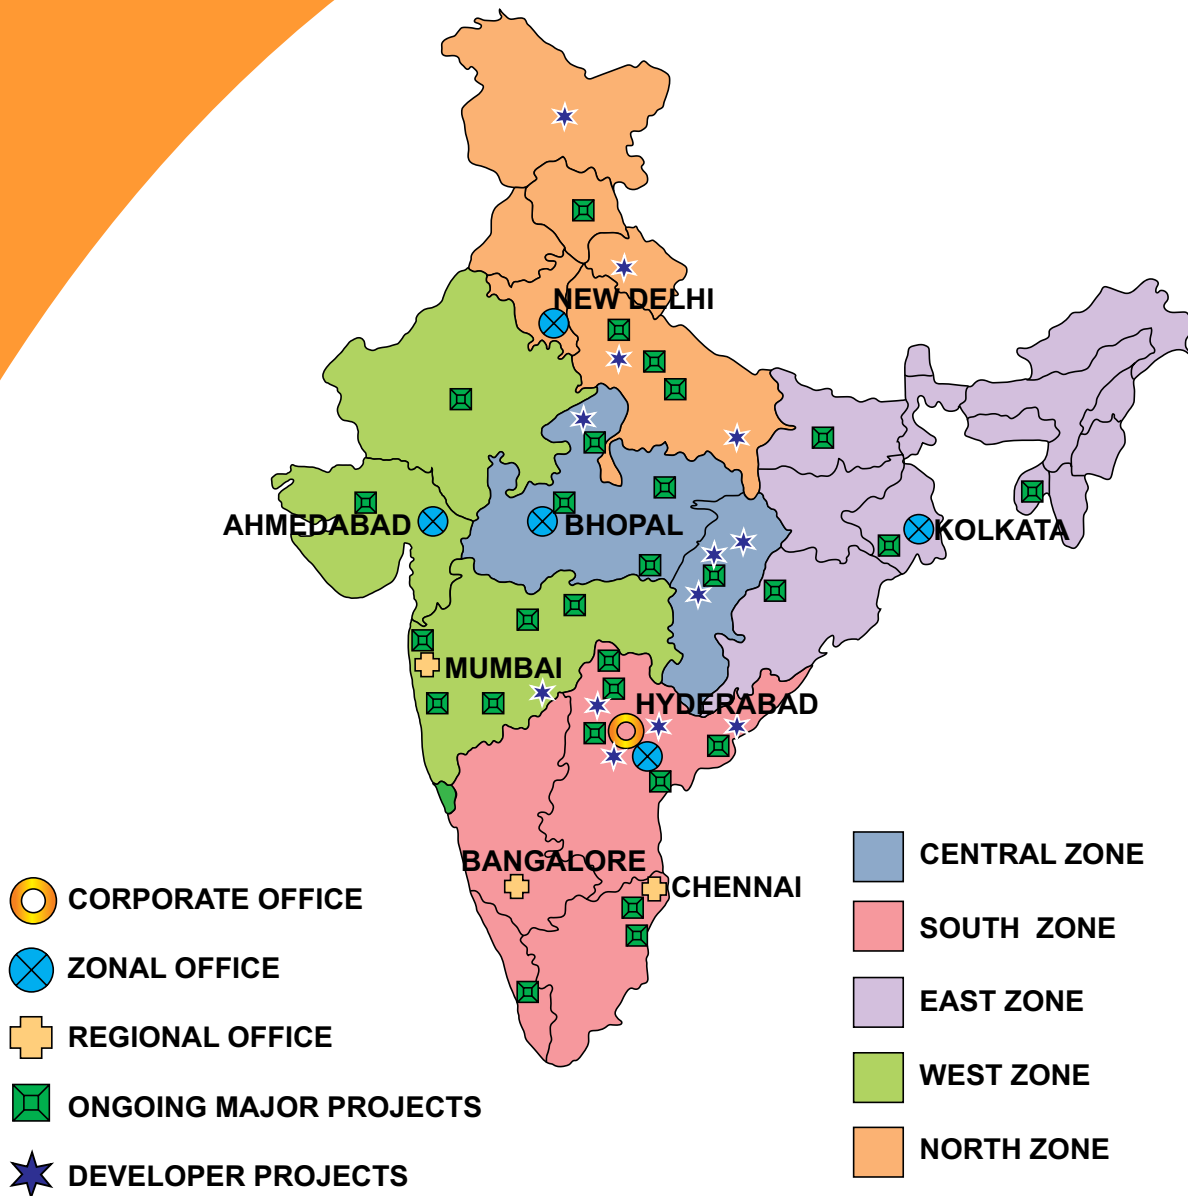 NEW DELHI
AHMEDABAD
BHOPAL
KOLKATA
MUMBAI
HYDERABAD
BANGALORE
CHENNAI
CORPORATE OFFICE
ZONAL OFFICE
REGIONAL OFFICE
ONGOING MAJOR PROJECTS
DEVELOPER PROJECTS
CENTRAL ZONE
SOUTH ZONE
EAST ZONE
WEST ZONE
NORTH ZONE